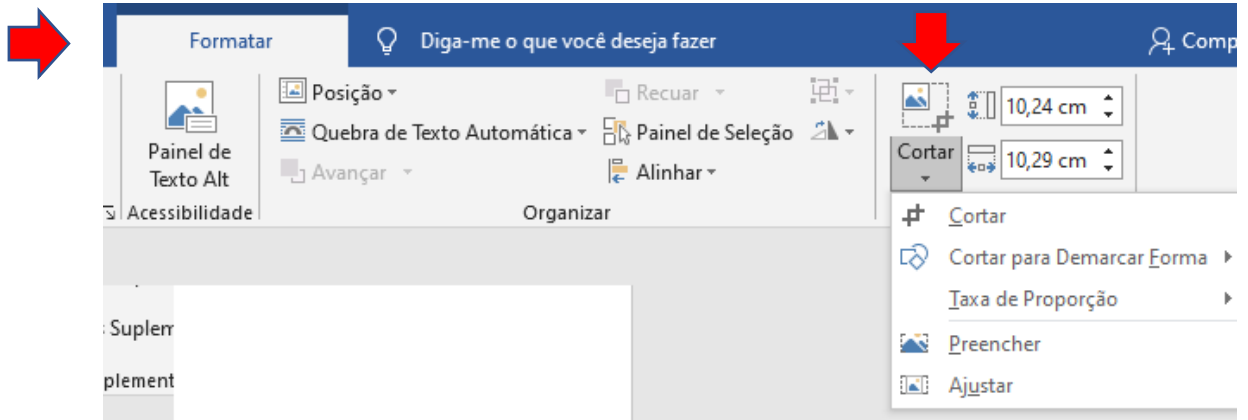 Formatar
Diga-me o que você deseja fazer
Comp
Painel de
Texto Alt
Acessibilidade
Posição
Quebra de Texto Automática
Avançar
Recuar
Painel de Seleção
Alinhar
Organizar
Cortar
10,24 cm
10,29 cm
Cortar
Cortar para Demarcar Forma
Taxa de Proporção
Preencher
Ajustar
s Suplem
plement